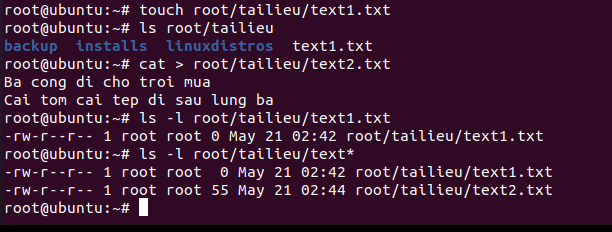 root@ubuntu:~# touch root/tailieu/text1.txt
root@ubuntu:~# ls root/tailieu
backup  installs  linuxdistros  text1.txt
root@ubuntu:~# cat > root/tailieu/text2.txt
Ba cong di cho troi mua
Cai tom cai tep di sau lung ba
root@ubuntu:~# ls -l root/tailieu/text1.txt
-rw-r--r-- 1 root root 0 May 21 02:42 root/tailieu/text1.txt
root@ubuntu:~# ls -l root/tailieu/text*
-rw-r--r-- 1 root root  0 May 21 02:42 root/tailieu/text1.txt
-rw-r--r-- 1 root root 55 May 21 02:44 root/tailieu/text2.txt
root@ubuntu:~#